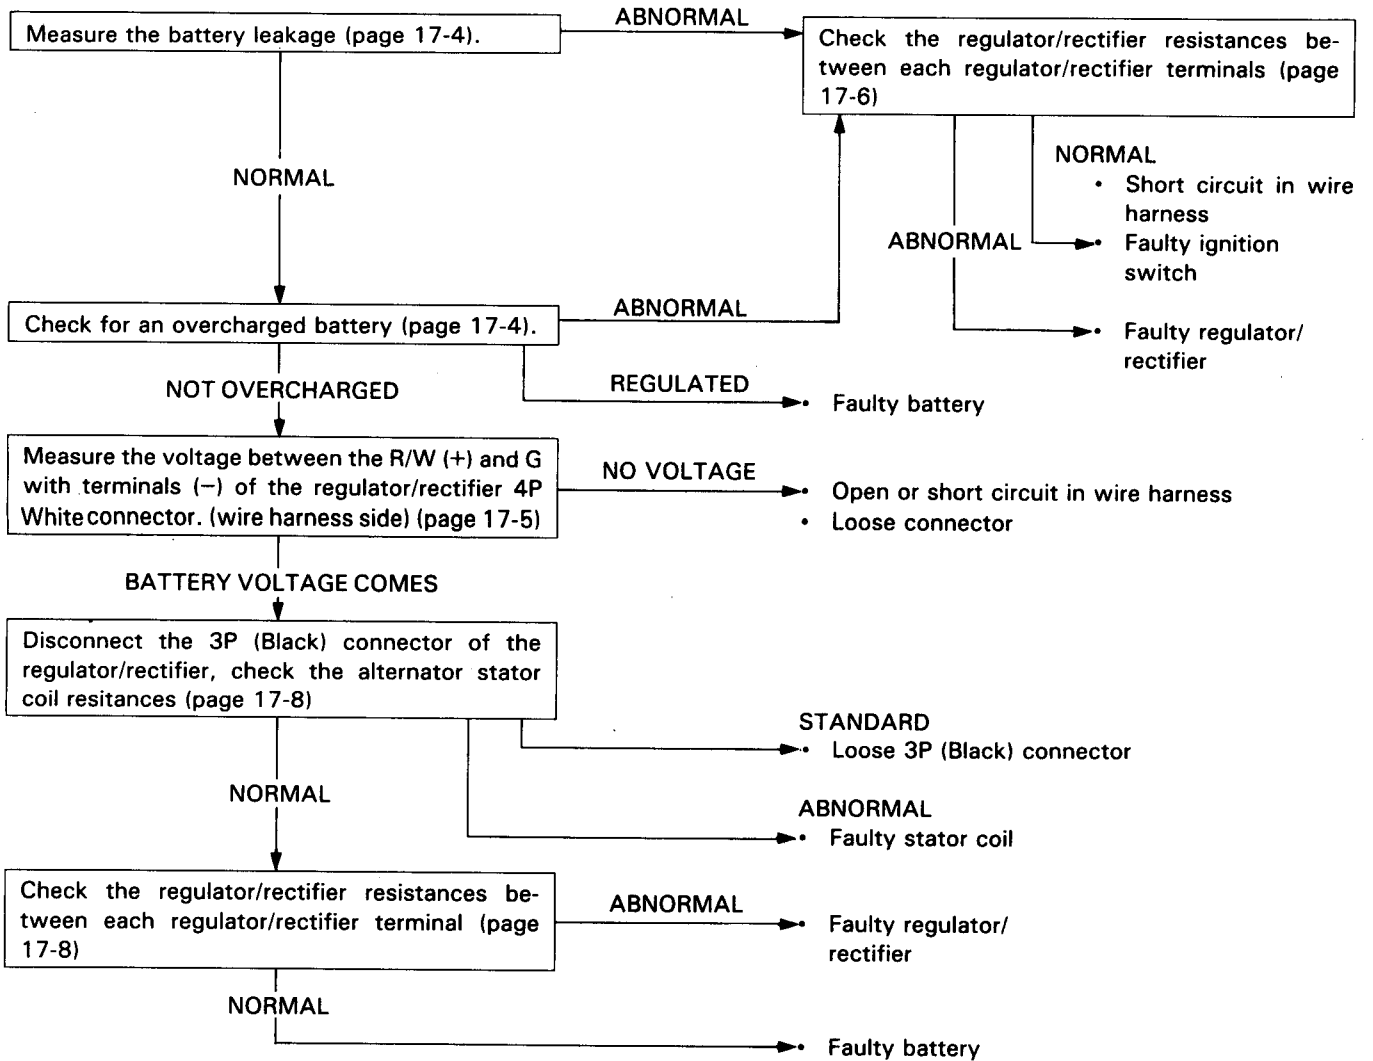 Measure the battery leakage (page 17-4).
ABNORMAL
Check the regulator/rectifier resistances be-
tween each regulator/rectifier terminals (page
17-6)
NORMAL
NORMAL
• Short circuit in wire
harness
• Faulty ignition
switch
ABNORMAL
• Faulty regulator/
rectifier
Check for an overcharged battery (page 17-4).
ABNORMAL
NOT OVERCHARGED
REGULATED
• Faulty battery
Measure the voltage between the R/W (+) and G
with terminals (−) of the regulator/rectifier 4P
White connector. (wire harness side) (page 17-5)
NO VOLTAGE
• Open or short circuit in wire harness
• Loose connector
BATTERY VOLTAGE COMES
Disconnect the 3P (Black) connector of the
regulator/rectifier, check the alternator stator
coil resitances (page 17-8)
STANDARD
• Loose 3P (Black) connector
NORMAL
ABNORMAL
• Faulty stator coil
Check the regulator/rectifier resistances be-
tween each regulator/rectifier terminal (page
17-8)
ABNORMAL
• Faulty regulator/
rectifier
NORMAL
• Faulty battery